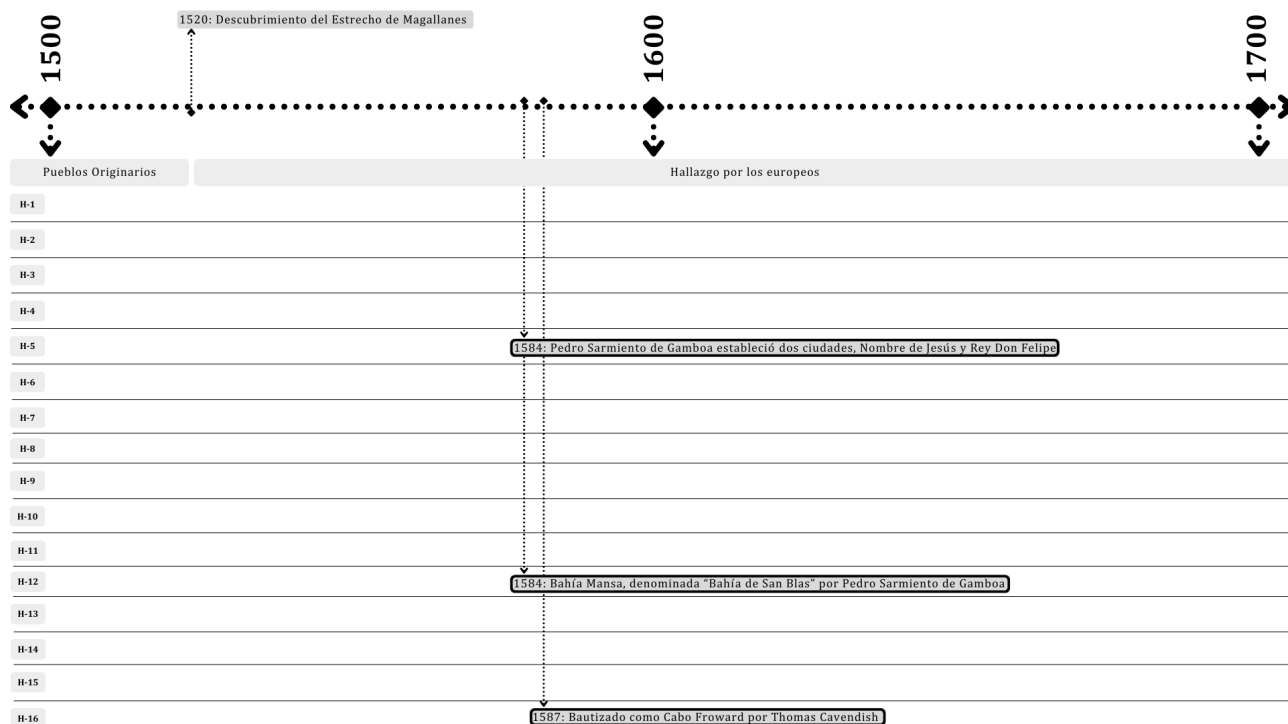 1520: Descubrimiento del Estrecho de Magallanes
1500
1600
1700
Pueblos Originarios
Hallazgo por los europeos
H-1
H-2
H-3
H-4
H-5
1584: Pedro Sarmiento de Gamboa estableció dos ciudades, Nombre de Jesús y Rey Don Felipe
H-6
H-7
H-8
H-9
H-10
H-11
H-12
1584: Bahía Mansa, denominada “Bahía de San Blas” por Pedro Sarmiento de Gamboa
H-13
H-14
H-15
H-16
1587: Bautizado como Cabo Froward por Thomas Cavendish